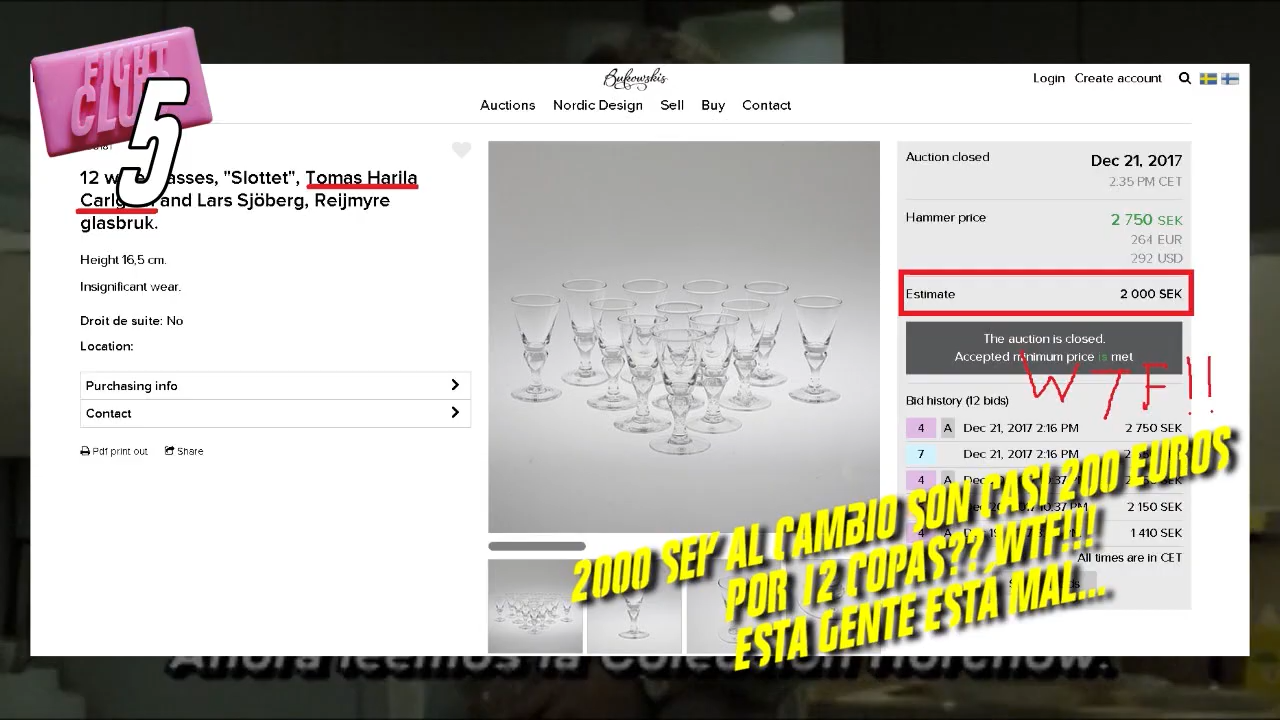 FIGHT
CLUB
5
Bukowskis
Login Create account
Auctions Nordic Design Sell Buy Contact
"Slottet", Tomas Harila
and Lars Sjöberg, Reijmyre
glasbruk.
Height 16,5 cm.
Insignificant wear.
Droit de suite: No
Location:
Purchasing info
Contact
Pdf print out Share
Auction closed Dec 21, 2017
2.35 PM CET
Hammer price 2 750 SEK
264 EUR
292 USD
Estimate 2 000 SEK
The auction is closed.
Accepted minimum price is met
WTF!!
Bid history (12 bids)
4 A Dec 21, 2017 2:16 PM 2 750 SEK
7 Dec 21, 2017 2:16 PM
4 A
2 150 SEK
1 410 SEK
All times are in CET
2000 SEK AL CAMBIO SON CASI 200 EUROS
POR 12 COPAS?? WTF!!!
ESTA GENTE ESTÁ MAL...
Ahora leemos la Colección Horchow.